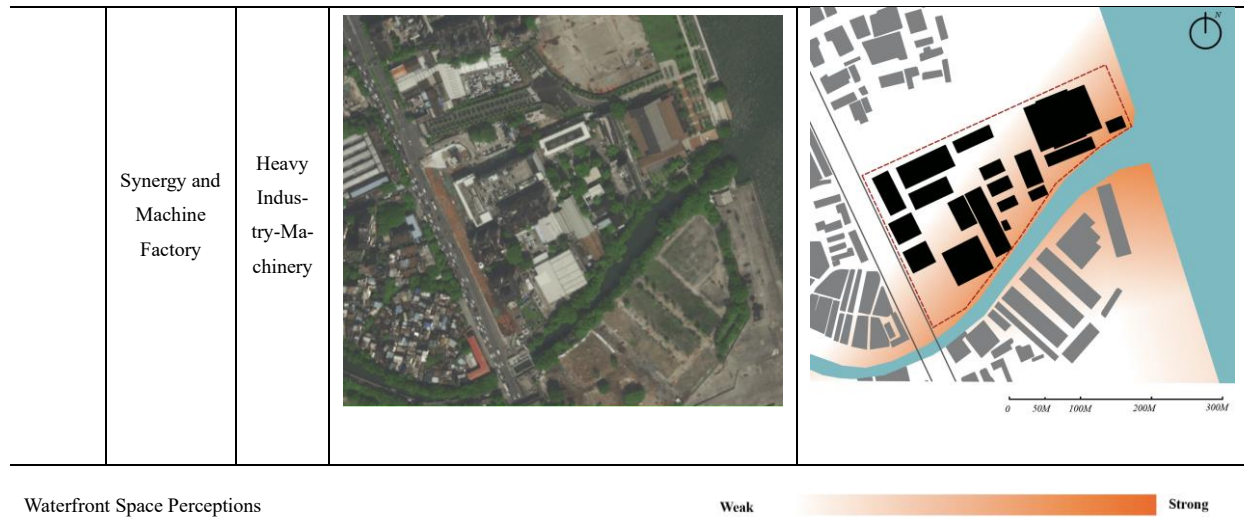 Synergy and
Machine
Factory
Heavy
Indus-
try-Ma-
chinery
N
0 50M 100M 200M 300M
Waterfront Space Perceptions
Weak
Strong